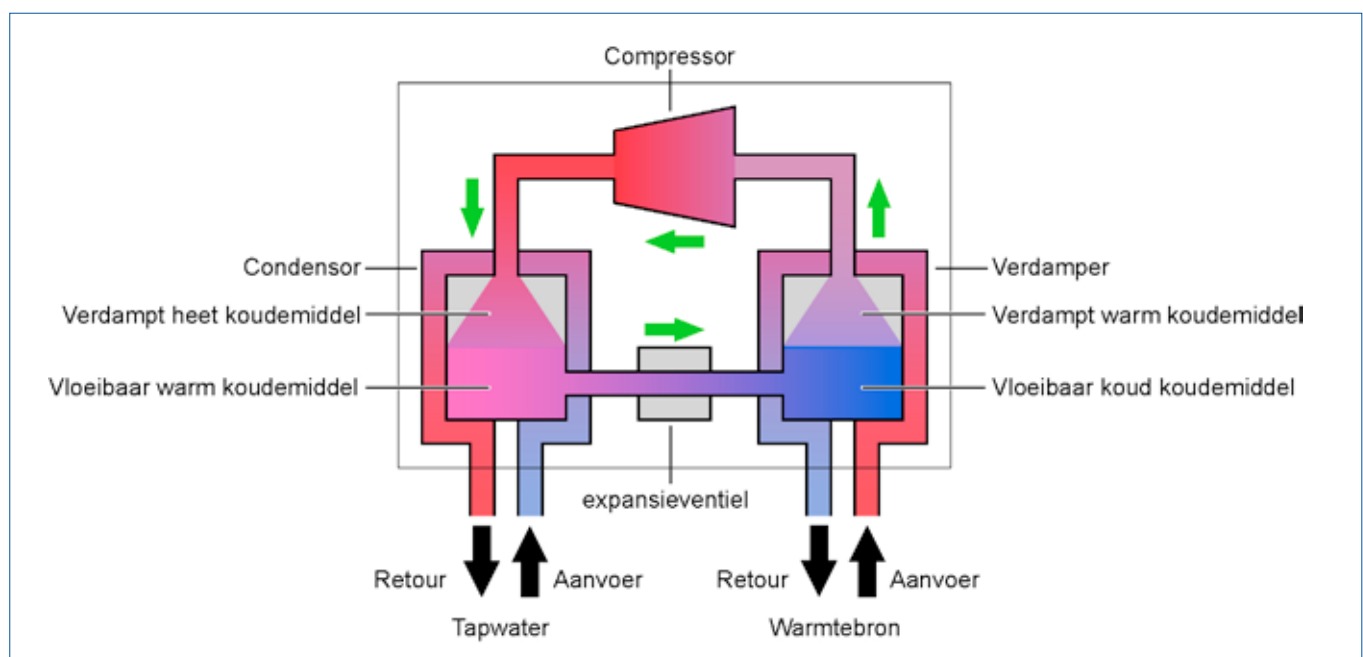 Compressor
Condensor
Verdamper
Verdampt heet koudemiddel
Verdampt warm koudemiddel
Vloeibaar warm koudemiddel
Vloeibaar koud koudemiddel
expansieventiel
Retour
Aanvoer
Retour
Aanvoer
Tapwater
Warmtebron